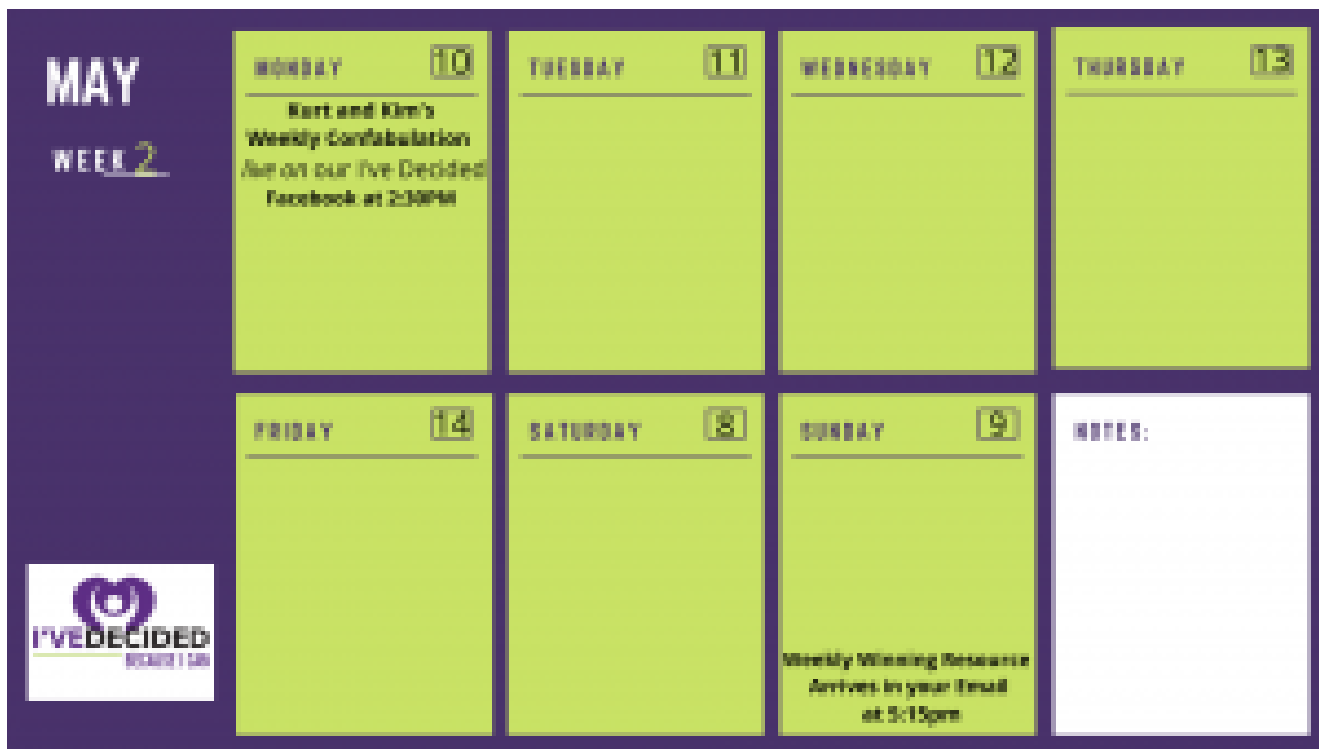 MAY
WEEK 2
MONDAY 10
Kurt and Kim's
Weekly Confabulation
live on our I've Decided
Facebook at 2:30PM
TUESDAY 11
WEDNESDAY 12
THURSDAY 13
FRIDAY 14
SATURDAY 8
SUNDAY 9
Weekly Winning Resource
Arrives in your Email
at 5:15pm
NOTES:
I'VEDECIDED
BECAUSE I CAN